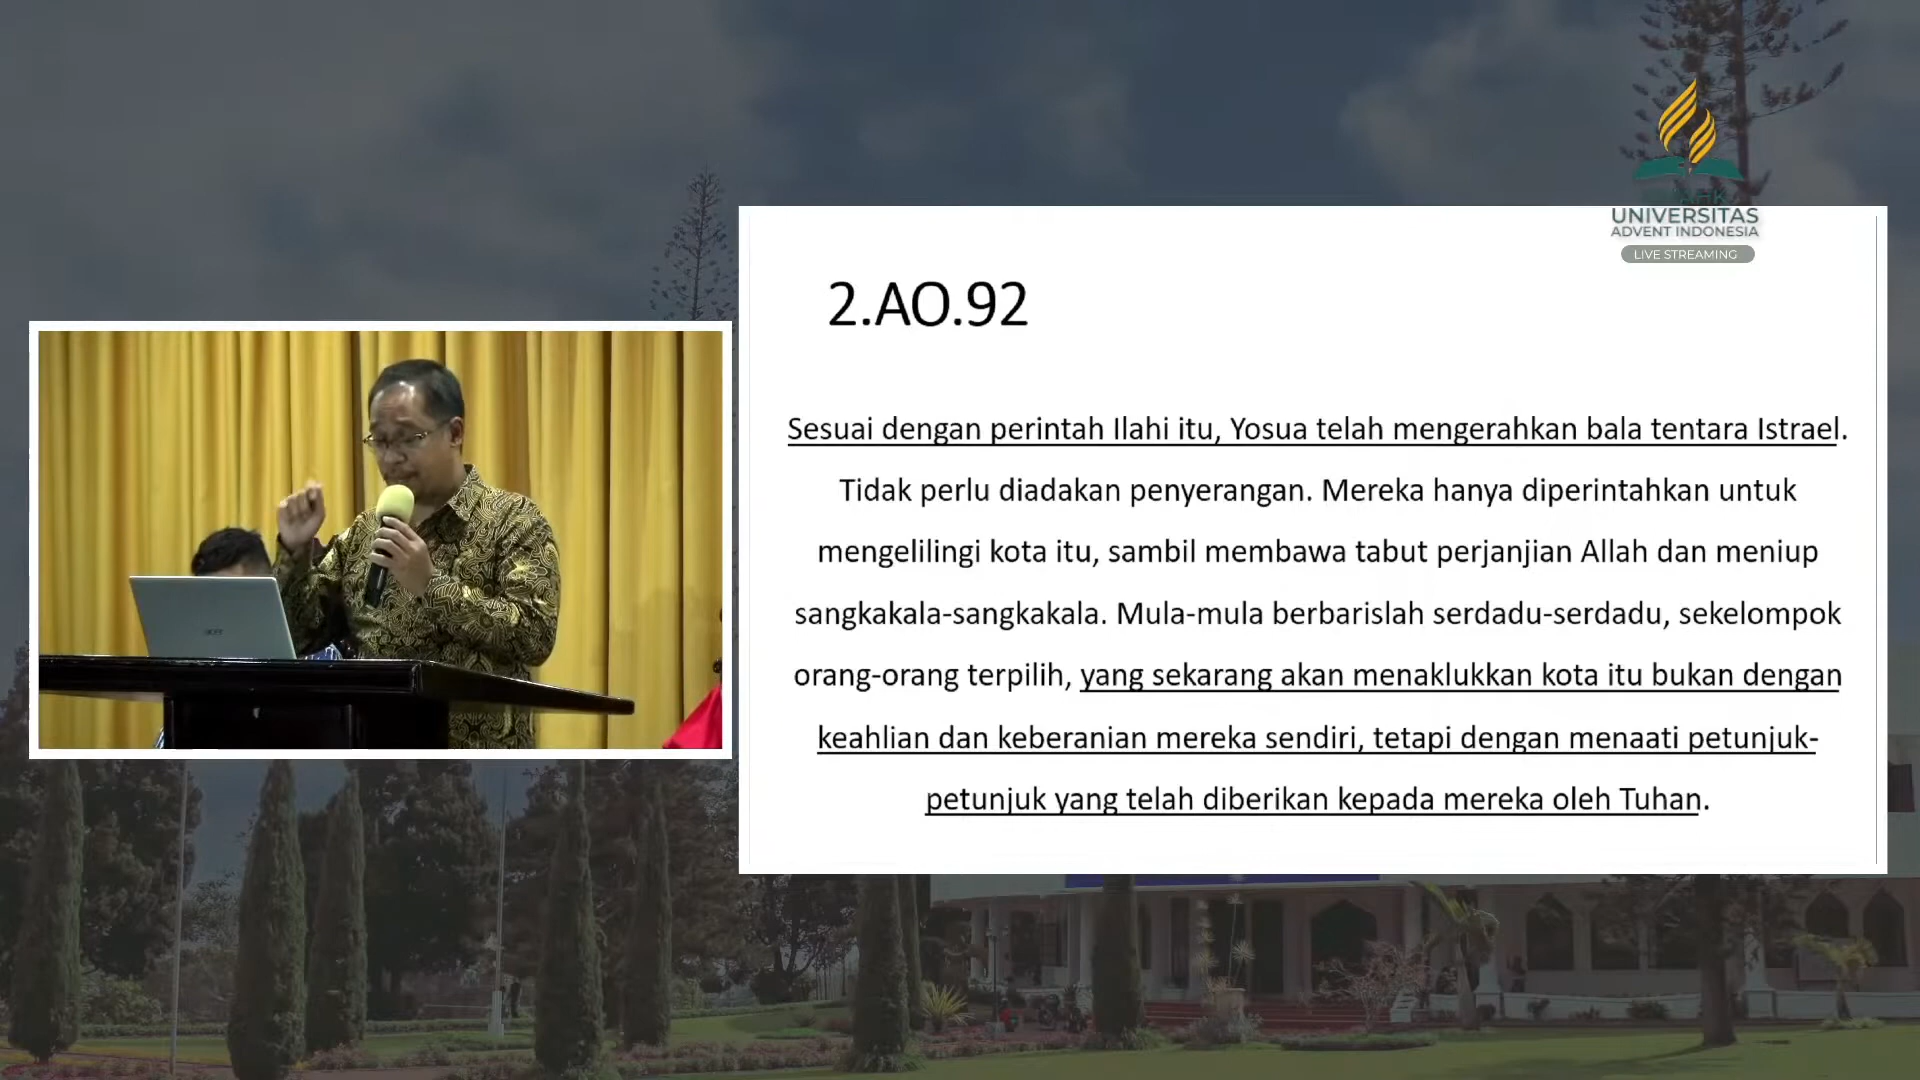 UNIVERSITAS
ADVENT INDONESIA
LIVE STREAMING
2.AO.92
Sesuai dengan perintah Ilahi itu, Yosua telah mengerahkan bala tentara Istrael.
Tidak perlu diadakan penyerangan. Mereka hanya diperintahkan untuk
mengelilingi kota itu, sambil membawa tabut perjanjian Allah dan meniup
sangkakala-sangkakala. Mula-mula berbarislah serdadu-serdadu, sekelompok
orang-orang terpilih, yang sekarang akan menaklukkan kota itu bukan dengan
keahlian dan keberanian mereka sendiri, tetapi dengan menaati petunjuk-
petunjuk yang telah diberikan kepada mereka oleh Tuhan.
acer